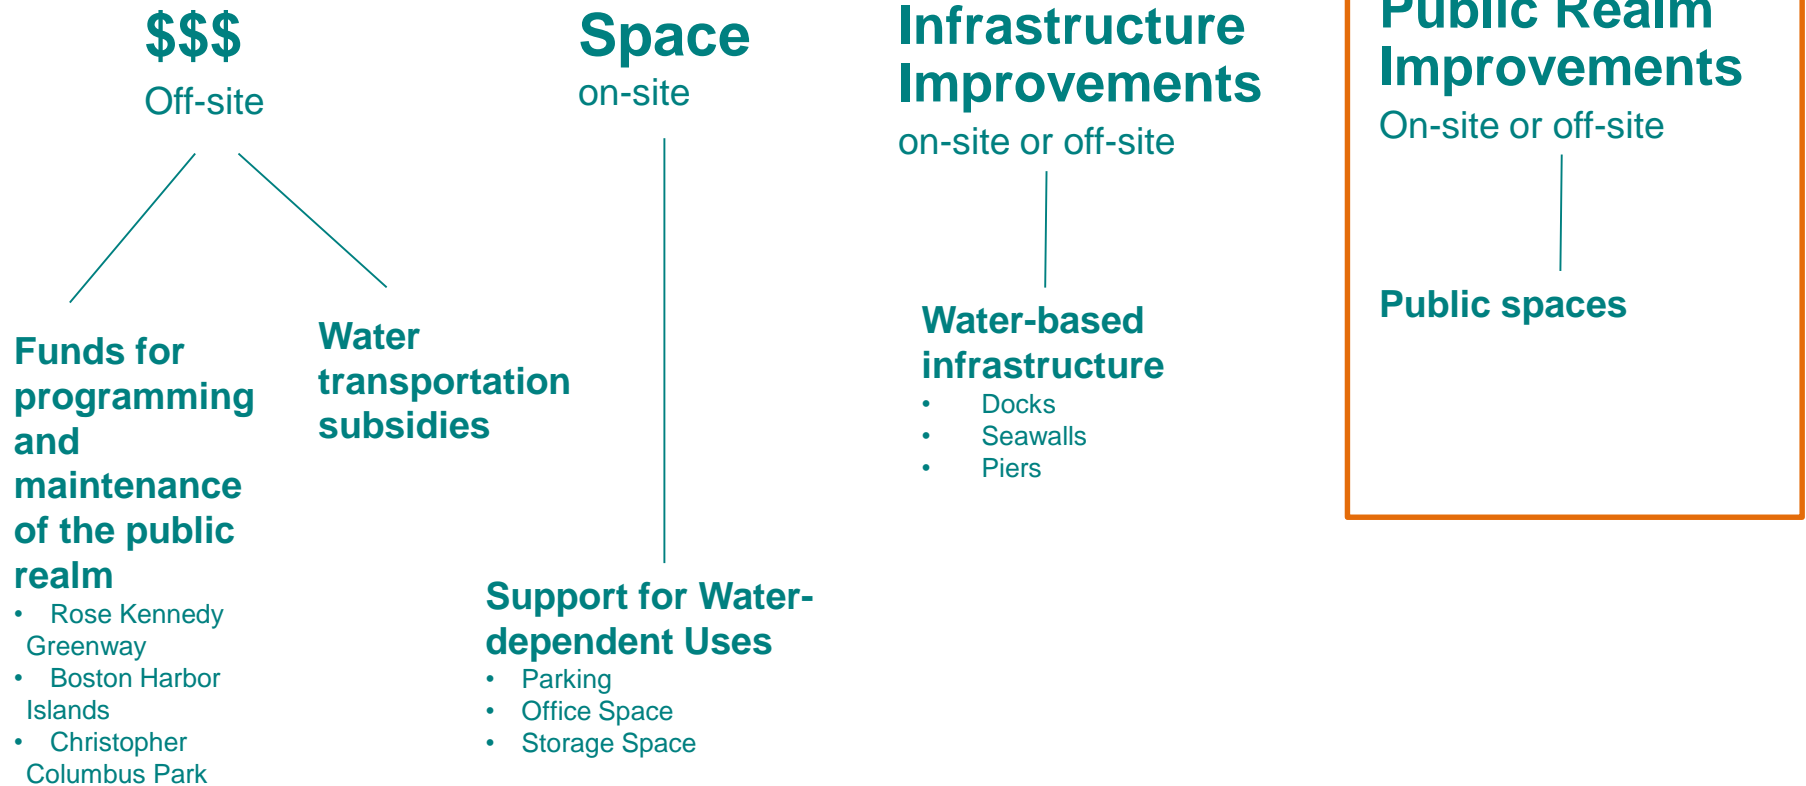 $$$
Off-site
Funds for
programming
and
maintenance
of the public
realm
• Rose Kennedy
Greenway
• Boston Harbor
Islands
• Christopher
Columbus Park
Water
transportation
subsidies
Space
on-site
Support for Water-
dependent Uses
• Parking
• Office Space
• Storage Space
Infrastructure
Improvements
on-site or off-site
Water-based
infrastructure
• Docks
• Seawalls
• Piers
Public Realm
Improvements
On-site or off-site
Public spaces